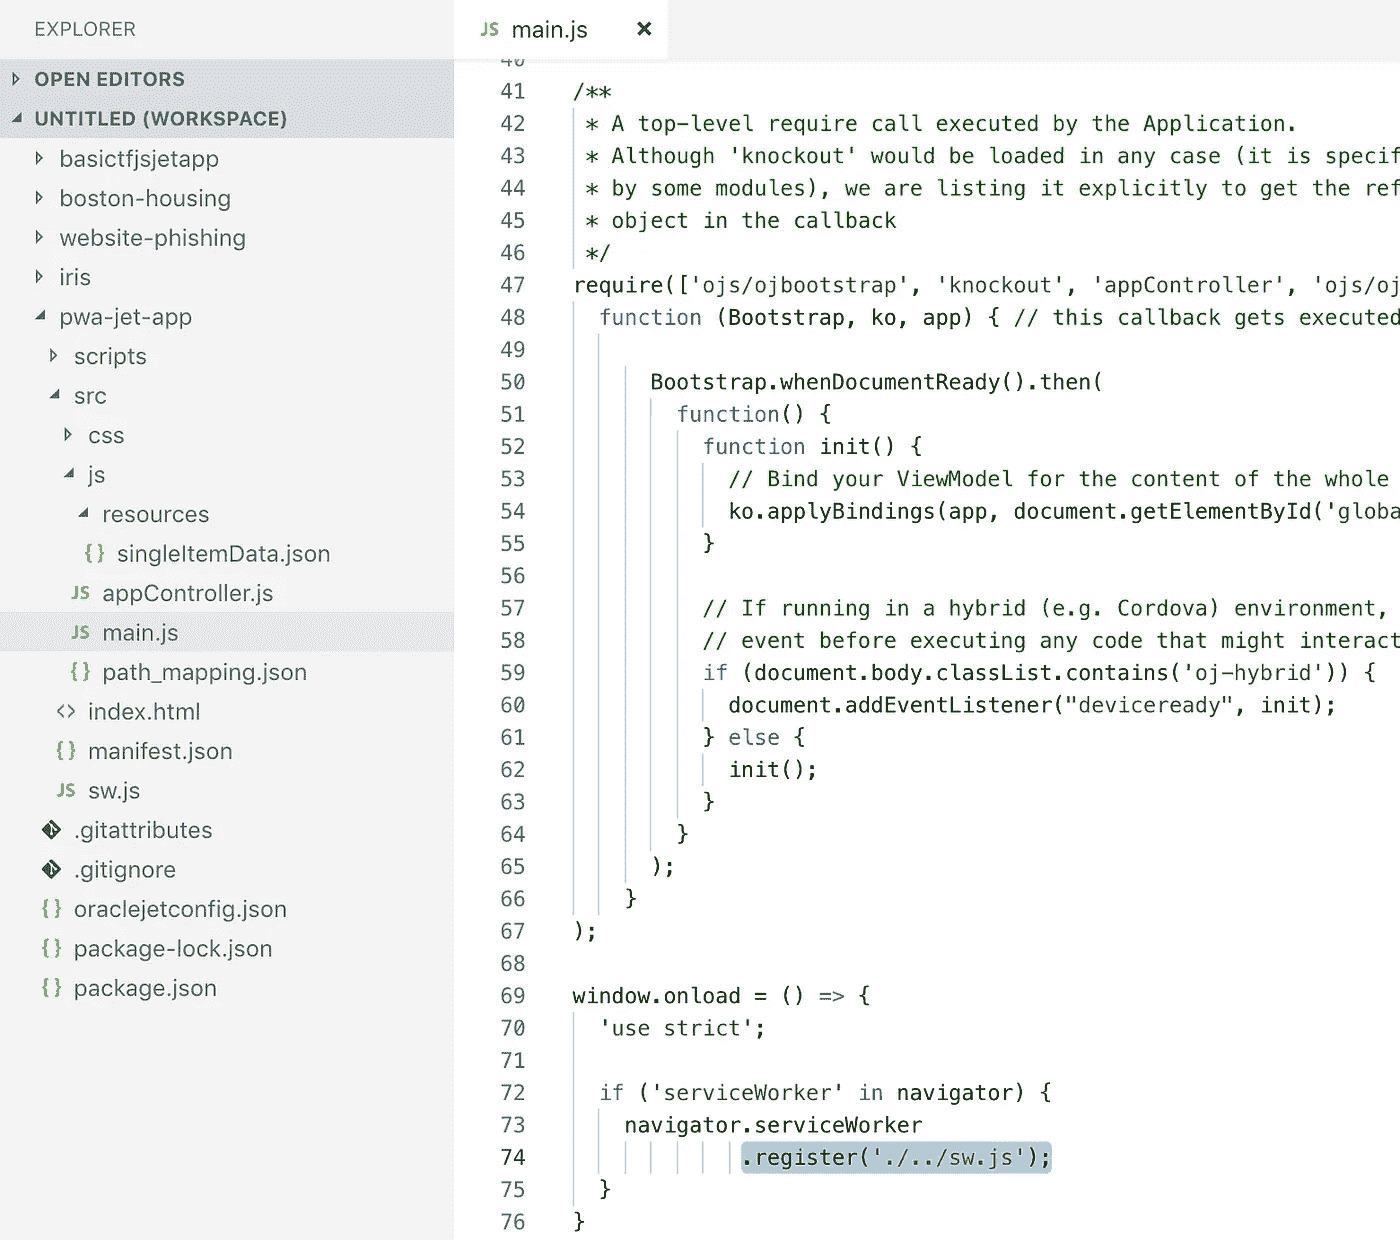 EXPLORER
OPEN EDITORS
UNTITLED (WORKSPACE)
basictfjsjetapp
boston-housing
website-phishing
iris
pwa-jet-app
scripts
src
css
js
resources
{} singleItemData.json
JS appController.js
JS main.js
{} path_mapping.json
<> index.html
{} manifest.json
JS sw.js
.gitattributes
.gitignore
{} oraclejetconfig.json
{} package-lock.json
{} package.json
JS main.js ×
40
41 /**
42 * A top-level require call executed by the Application.
43 * Although 'knockout' would be loaded in any case (it is specif
44 * by some modules), we are listing it explicitly to get the ref
45 * object in the callback
46 */
47 require(['ojs/ojbootstrap', 'knockout', 'appController', 'ojs/oj
48 function (Bootstrap, ko, app) { // this callback gets executed
49
50 Bootstrap.whenDocumentReady().then(
51 function() {
52 function init() {
53 // Bind your ViewModel for the content of the whole
54 ko.applyBindings(app, document.getElementById('globa
55 }
56
57 // If running in a hybrid (e.g. Cordova) environment,
58 // event before executing any code that might interact
59 if (document.body.classList.contains('oj-hybrid')) {
60 document.addEventListener("deviceready", init);
61 } else {
62 init();
63 }
64 }
65 );
66 }
67 );
68
69 window.onload = () => {
70 'use strict';
71
72 if ('serviceWorker' in navigator) {
73 navigator.serviceWorker
74 .register('./../sw.js');
75 }
76 }